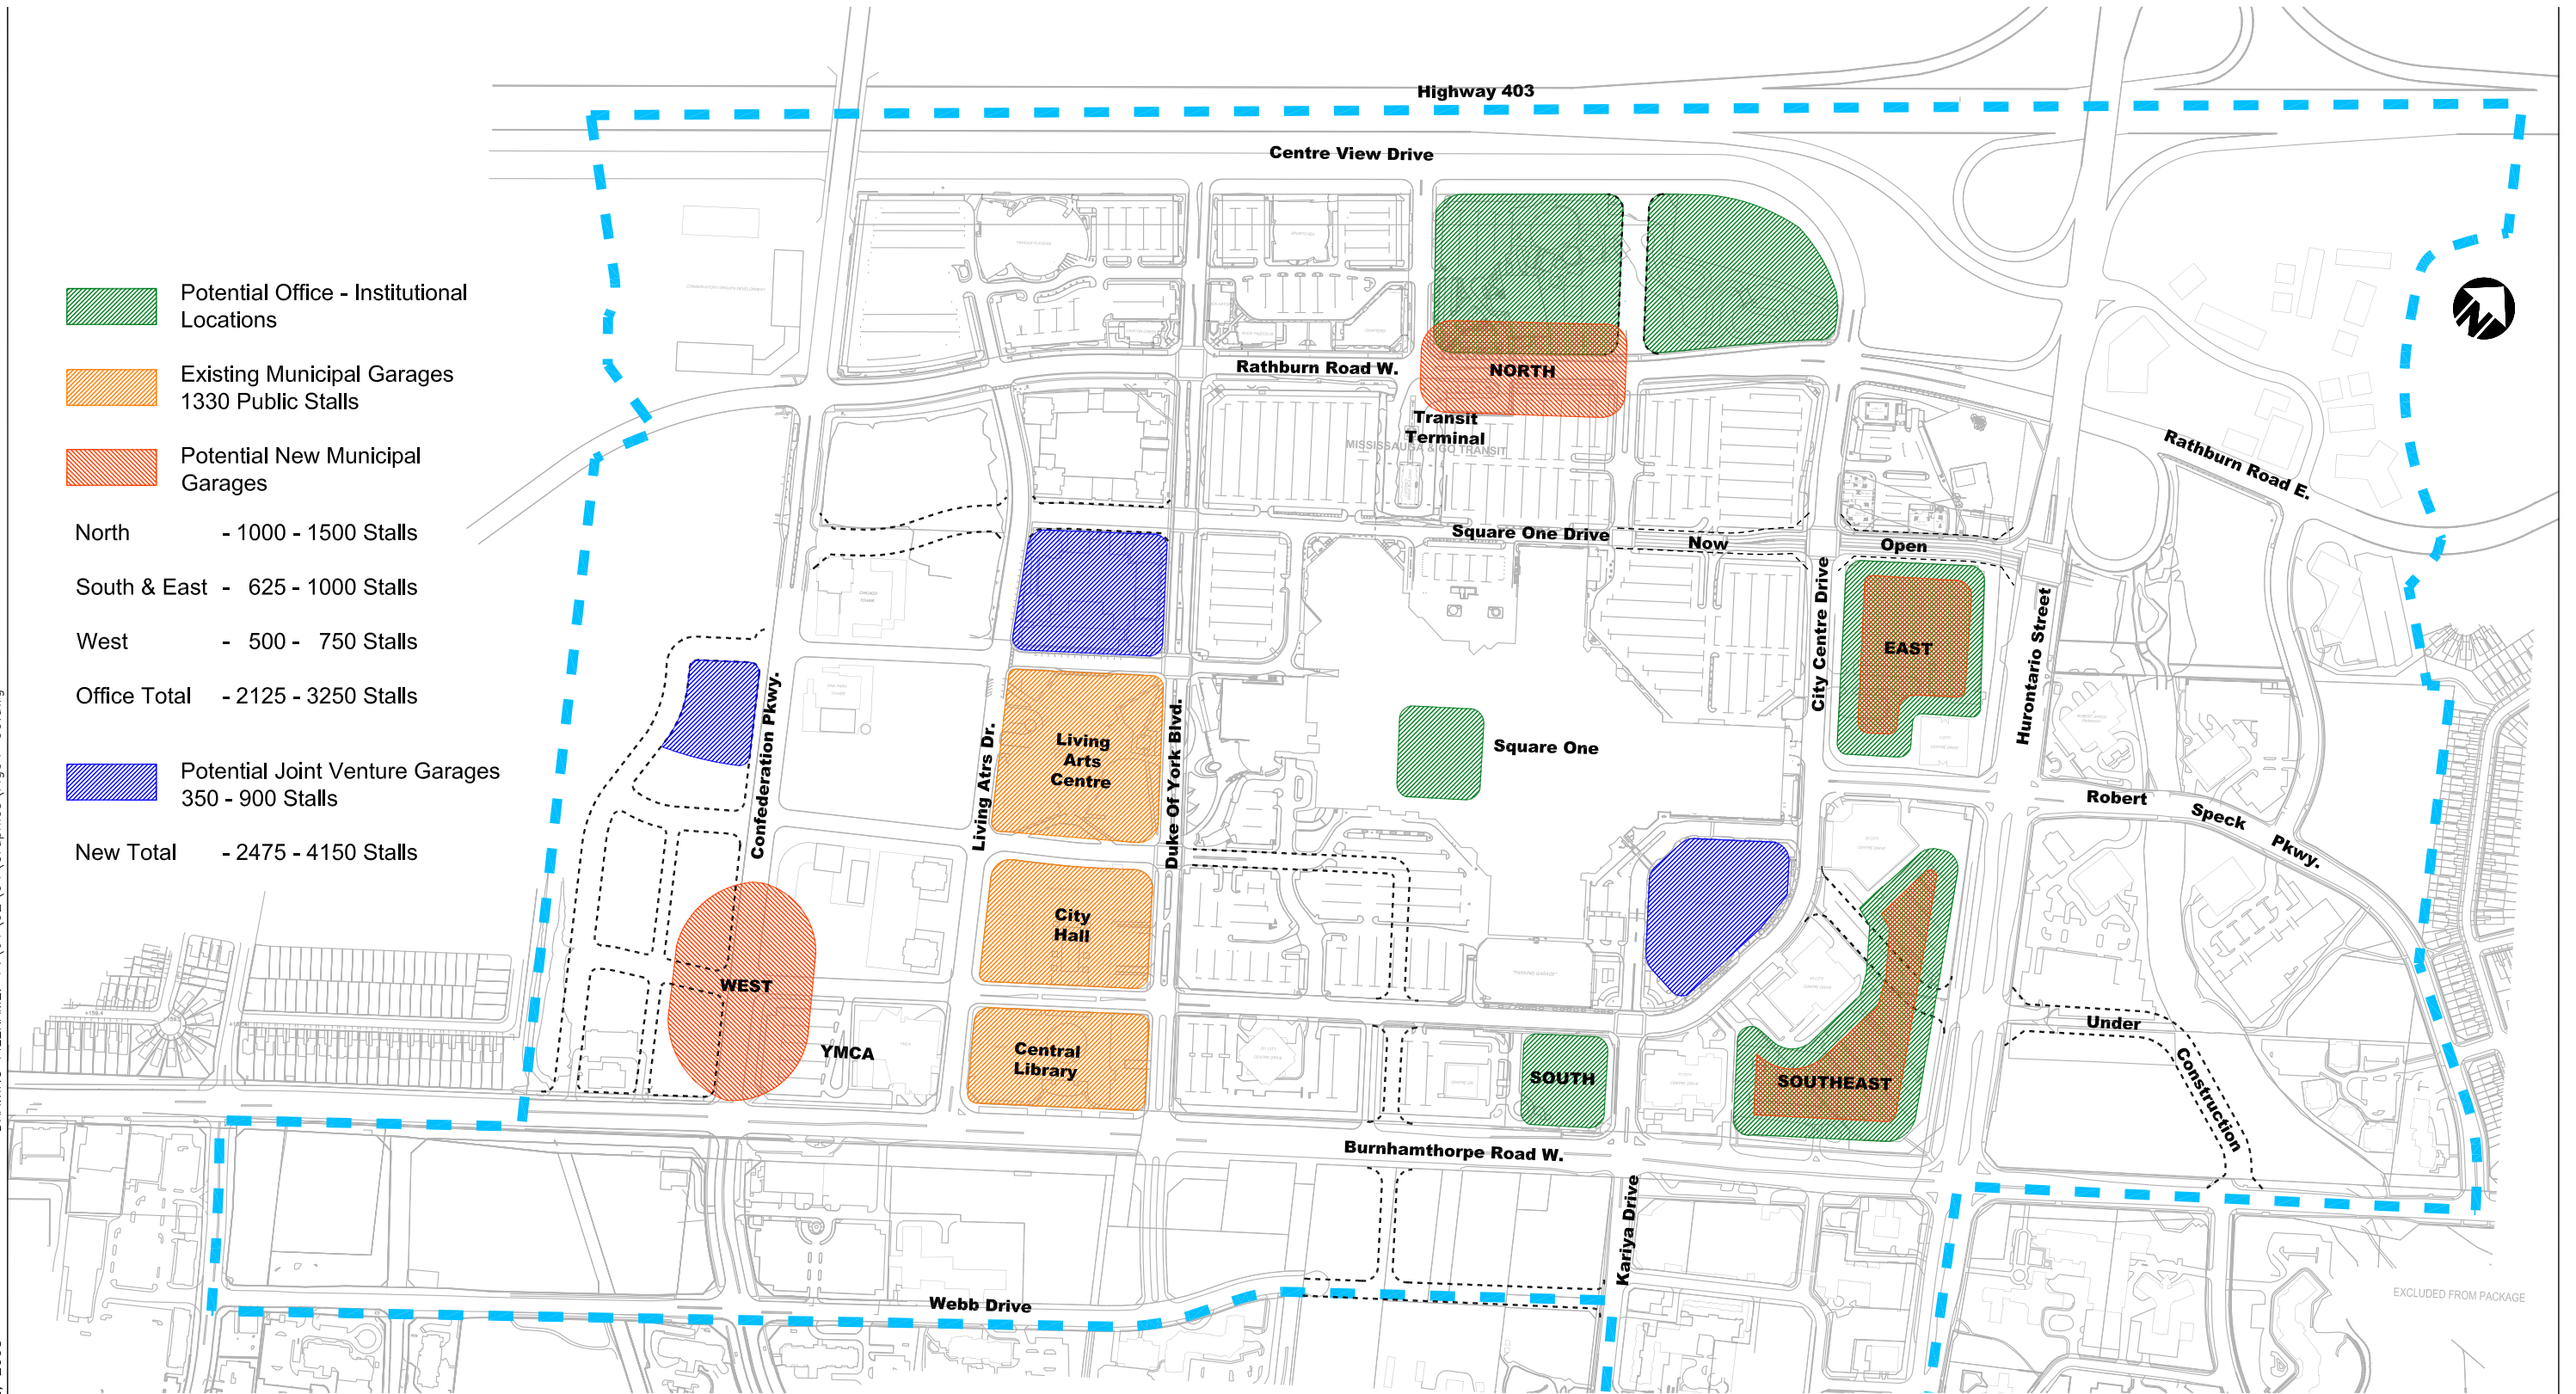 Highway 403
Centre View Drive
Potential Office - Institutional
Locations
Existing Municipal Garages
1330 Public Stalls
Potential New Municipal
Garages
North - 1000 - 1500 Stalls
South & East - 625 - 1000 Stalls
West - 500 - 750 Stalls
Office Total - 2125 - 3250 Stalls
Potential Joint Venture Garages
350 - 900 Stalls
New Total - 2475 - 4150 Stalls
N
Rathburn Road W.
NORTH
Transit
Terminal
MISSISSAUGA & GO TRANSIT
Rathburn Road E.
Square One Drive
Now
Open
City Centre Drive
EAST
Hurontario Street
Confederation Pkwy.
Living Atrs Dr.
Living
Arts
Centre
Duke Of York Blvd.
Square One
Robert
Speck
Pkwy.
City
Hall
WEST
YMCA
Central
Library
SOUTH
SOUTHEAST
Under
Construction
Burnhamthorpe Road W.
Kariya Drive
Webb Drive
EXCLUDED FROM PACKAGE